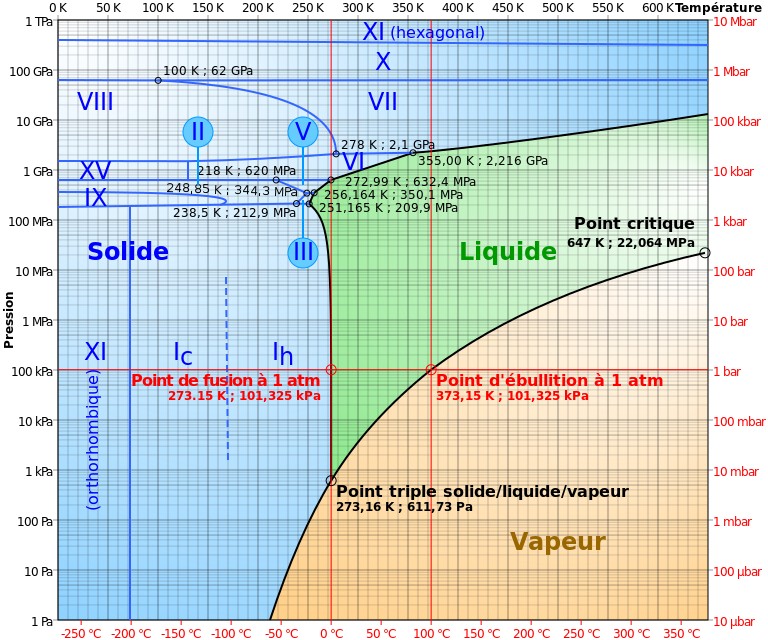 0 K 50 K 100 K 150 K 200 K 250 K 300 K 350 K 400 K 450 K 500 K 550 K 600 K Température
1 TPa 10 Mbar
XI (hexagonal)
X
100 GPa 1 Mbar
100 K ; 62 GPa
VIII VII
10 GPa 100 kbar
II V
278 K ; 2,1 GPa
VI 355,00 K ; 2,216 GPa
1 GPa 10 kbar
XV 218 K ; 620 MPa
272,99 K ; 632,4 MPa
248,85 K ; 344,3 MPa
256,164 K ; 350,1 MPa
IX
238,5 K ; 212,9 MPa
251,165 K ; 209,9 MPa
100 MPa 1 kbar
Point critique
647 K ; 22,064 MPa
Solide III Liquide
10 MPa 100 bar
Pression
1 MPa 10 bar
XI Ic Ih
(orthorhombique)
100 kPa 1 bar
Point de fusion à 1 atm
273.15 K ; 101,325 kPa
Point d'ébullition à 1 atm
373,15 K ; 101,325 kPa
10 kPa 100 mbar
1 kPa 10 mbar
Point triple solide/liquide/vapeur
273,16 K ; 611,73 Pa
100 Pa 1 mbar
Vapeur
10 Pa 100 µbar
1 Pa 10 µbar
-250 °C -200 °C -150 °C -100 °C -50 °C 0 °C 50 °C 100 °C 150 °C 200 °C 250 °C 300 °C 350 °C